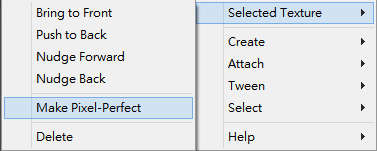 Bring to Front
Push to Back
Nudge Forward
Nudge Back
Make Pixel-Perfect
Delete
Selected Texture
Create
Attach
Tween
Select
Help